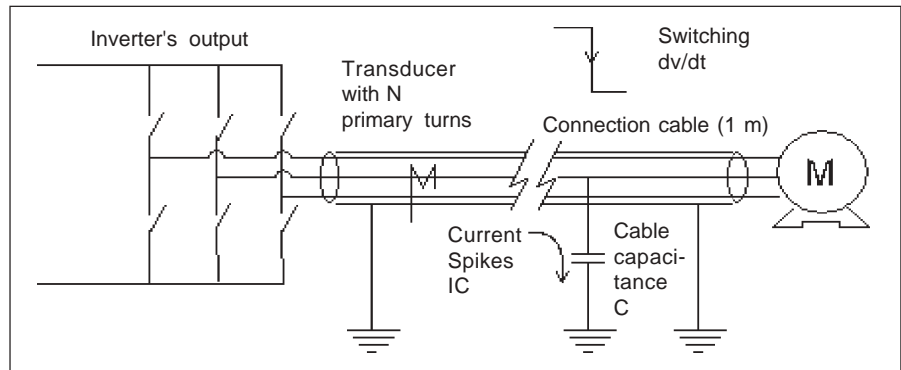 Inverter's output
Switching
dv/dt
Transducer
with N
primary turns
Connection cable (1 m)
M
Current
Spikes
IC
Cable
capaci-
tance
C